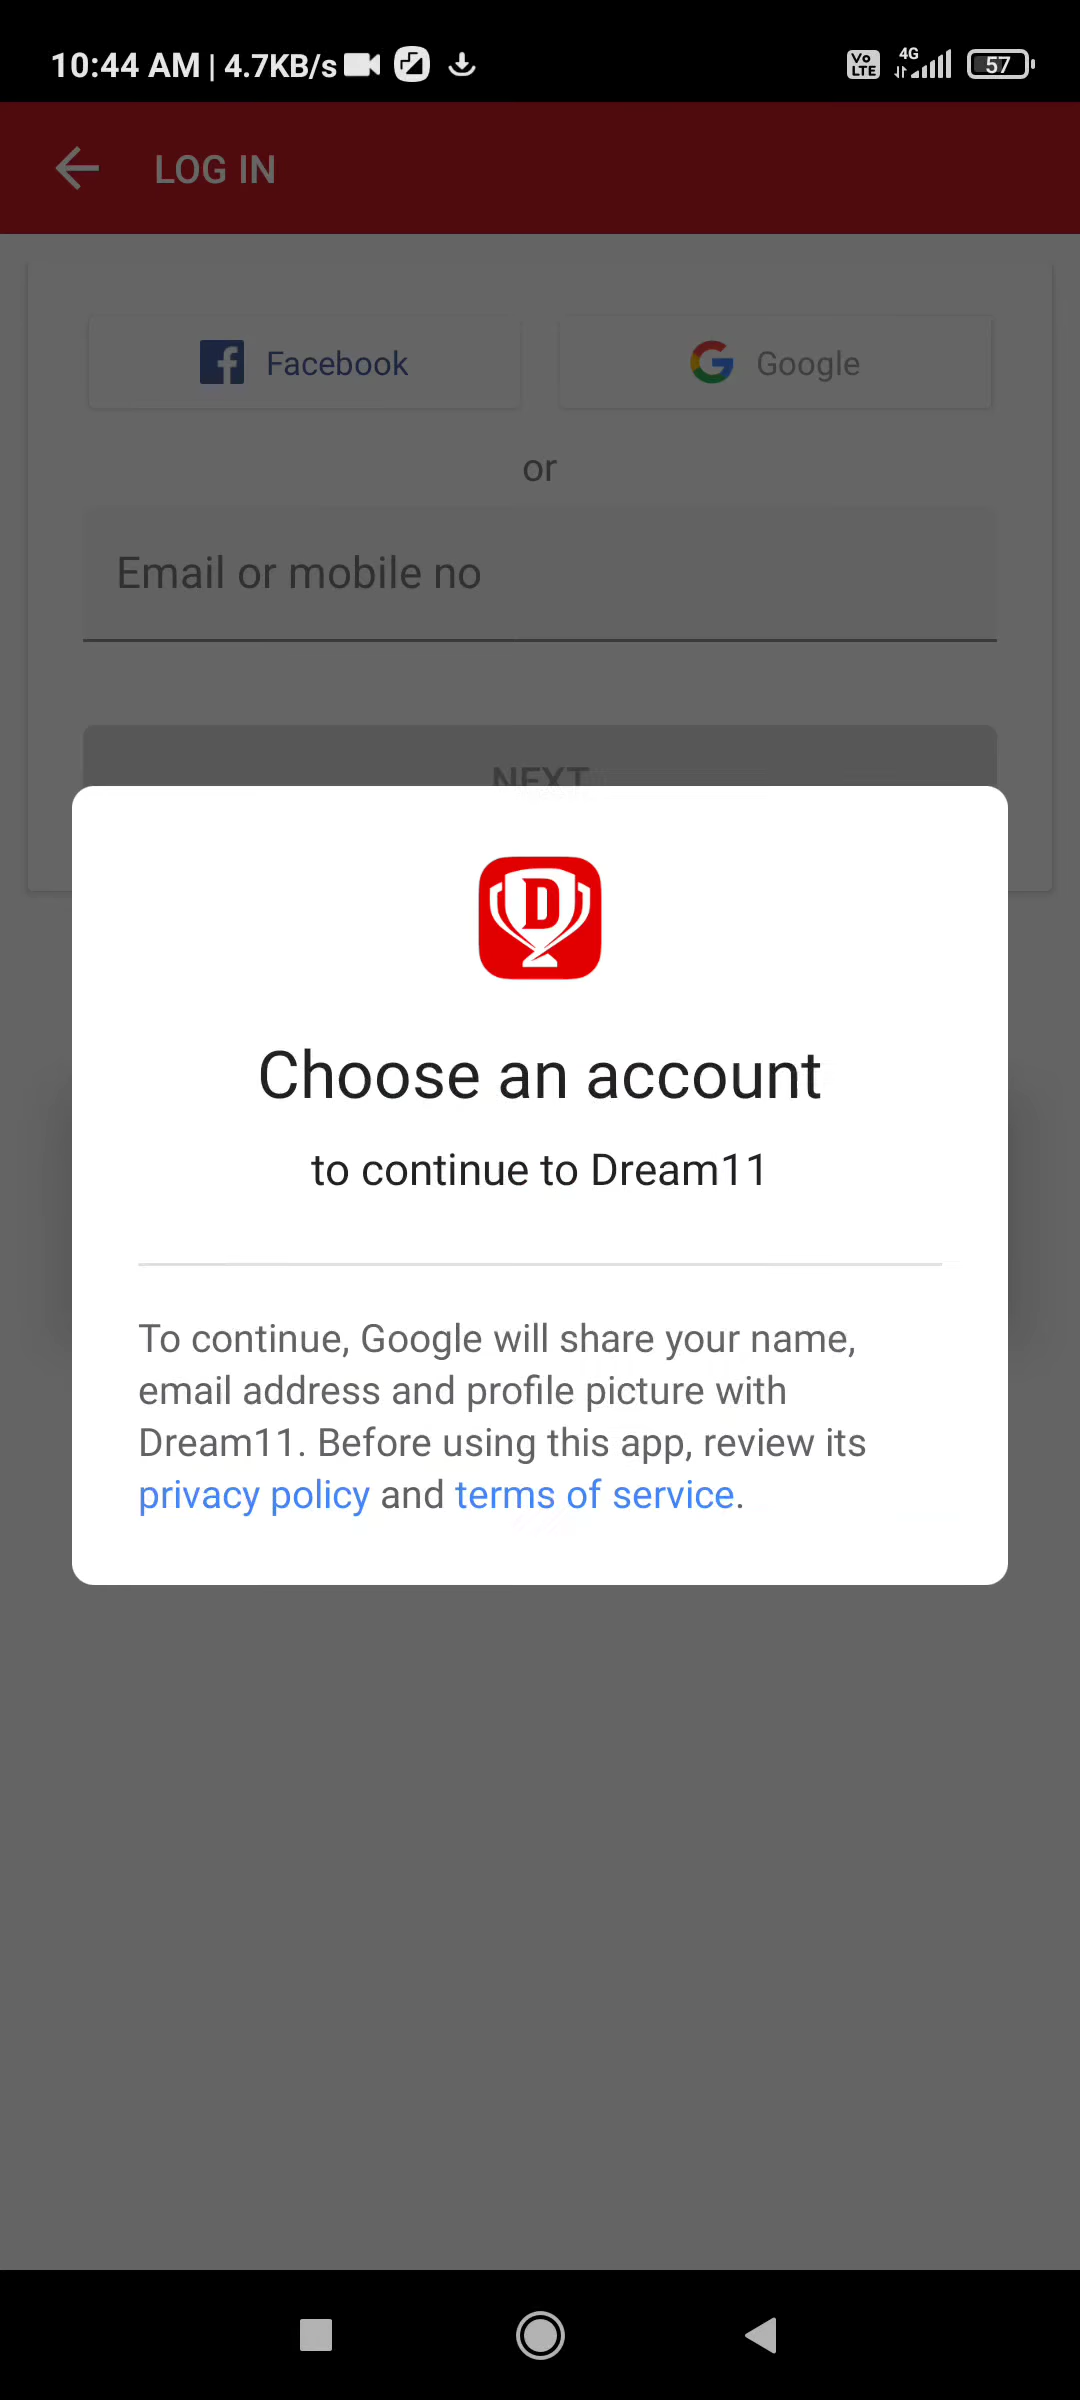 10:44 AM | 4.7KB/s
Vo LTE 4G 57
LOG IN
Facebook
Google
or
Email or mobile no
NEXT
D
Choose an account
to continue to Dream11
To continue, Google will share your name,
email address and profile picture with
Dream11. Before using this app, review its
privacy policy and terms of service.